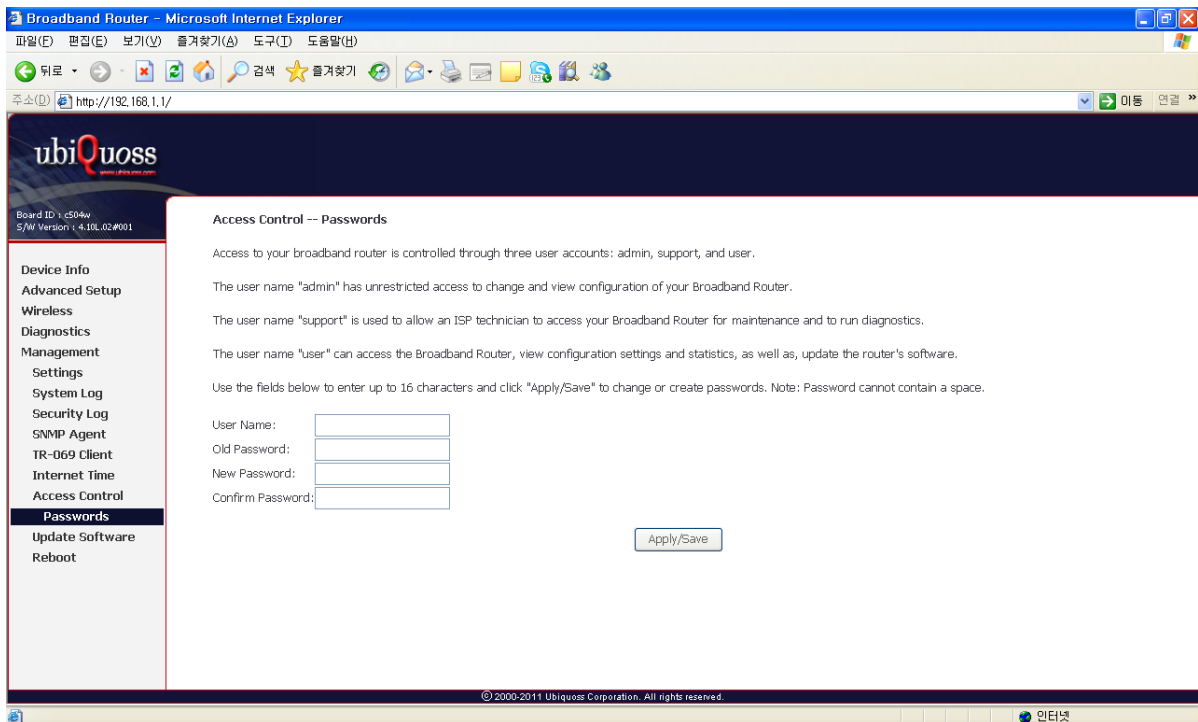 Broadband Router - Microsoft Internet Explorer
파일(F) 편집(E) 보기(V) 즐겨찾기(A) 도구(T) 도움말(H)
뒤로 검색 즐겨찾기
주소(D) http://192.168.1.1/ 이동 연결 »
ubiQuoss
www.ubiquoss.com
Board ID : c504w
S/W Version : 4.10L.02#001
Device Info
Advanced Setup
Wireless
Diagnostics
Management
Settings
System Log
Security Log
SNMP Agent
TR-069 Client
Internet Time
Access Control
Passwords
Update Software
Reboot
Access Control -- Passwords
Access to your broadband router is controlled through three user accounts: admin, support, and user.
The user name "admin" has unrestricted access to change and view configuration of your Broadband Router.
The user name "support" is used to allow an ISP technician to access your Broadband Router for maintenance and to run diagnostics.
The user name "user" can access the Broadband Router, view configuration settings and statistics, as well as, update the router's software.
Use the fields below to enter up to 16 characters and click "Apply/Save" to change or create passwords. Note: Password cannot contain a space.
User Name:
Old Password:
New Password:
Confirm Password:
Apply/Save
© 2000-2011 Ubiquoss Corporation. All rights reserved.
인터넷